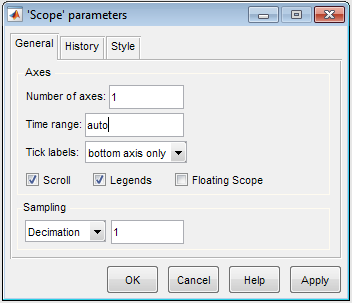 'Scope' parameters
General History Style
Axes
Number of axes: 1
Time range: auto
Tick labels: bottom axis only
Scroll Legends Floating Scope
Sampling
Decimation 1
OK Cancel Help Apply